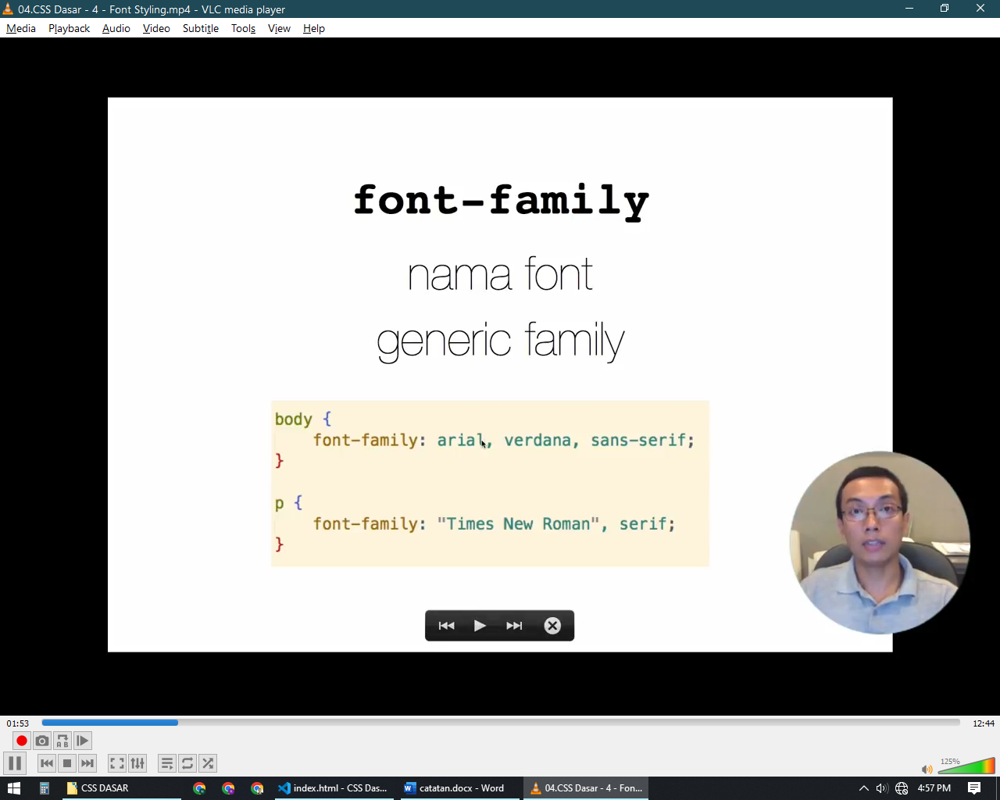 04.CSS Dasar - 4 - Font Styling.mp4 - VLC media player
Media Playback Audio Video Subtitle Tools View Help
font-family
nama font
generic family
body {
font-family: arial, verdana, sans-serif;
}
p {
font-family: "Times New Roman", serif;
}
01:53
12:44
A B
125%
CSS DASAR
index.html - CSS Das...
catatan.docx - Word
04.CSS Dasar - 4 - Fon...
4:57 PM